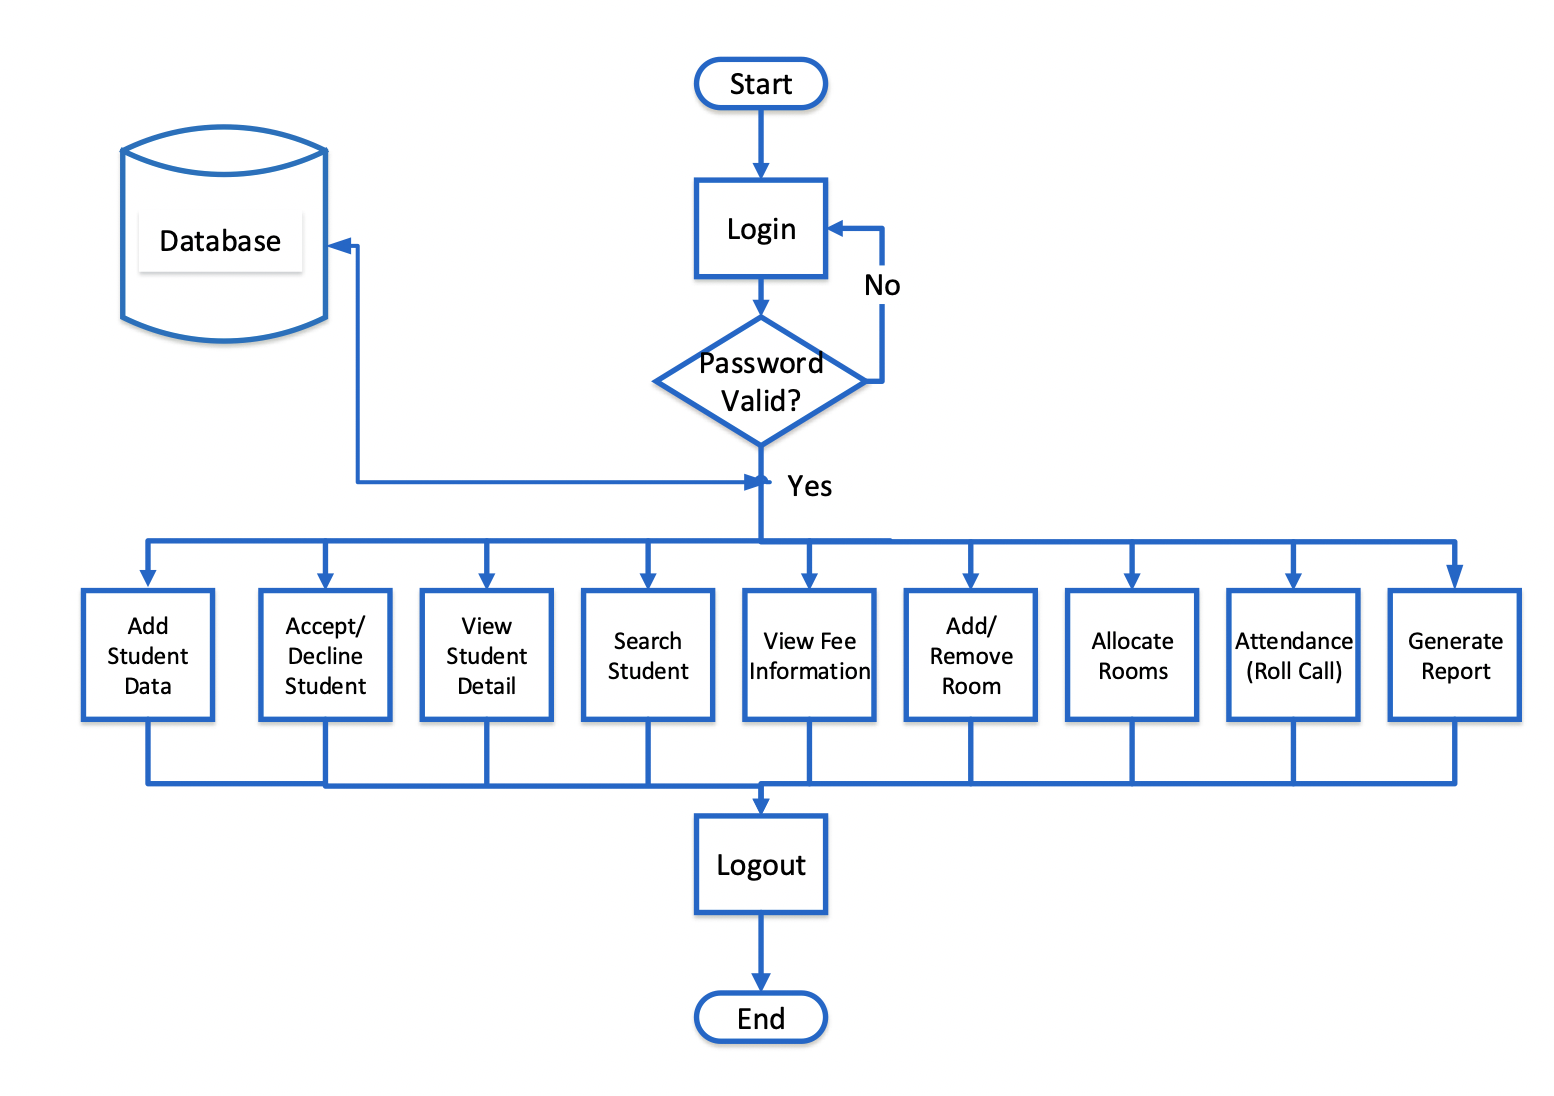 Start
Database
Login
No
Password
Valid?
Yes
Add
Student
Data
Accept/
Decline
Student
View
Student
Detail
Search
Student
View Fee
Information
Add/
Remove
Room
Allocate
Rooms
Attendance
(Roll Call)
Generate
Report
Logout
End